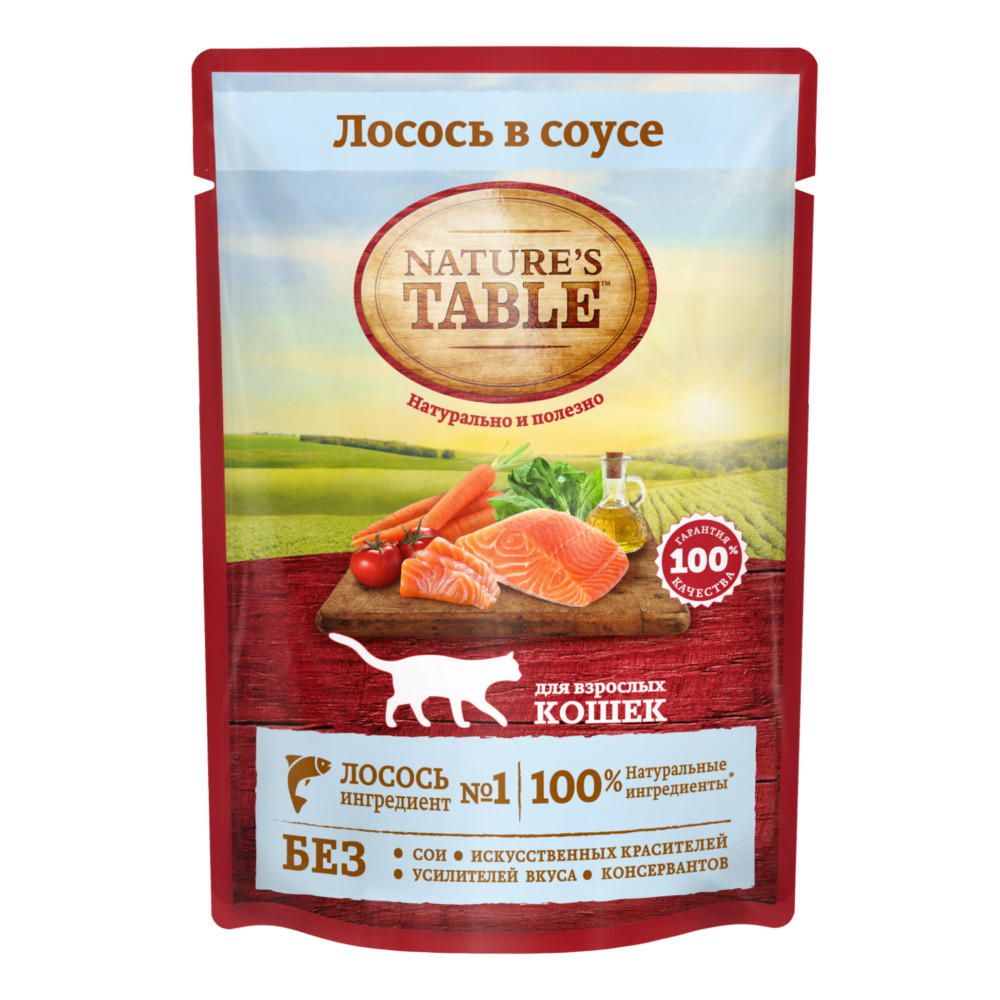 Лосось в соусе
NATURE'S
TABLE™
Натурально и полезно
ГАРАНТИЯ
100%
КАЧЕСТВА
для взрослых
КОШЕК
ЛОСОСЬ
ингредиент №1
100% Натуральные
ингредиенты*
БЕЗ
• СОИ • ИСКУССТВЕННЫХ КРАСИТЕЛЕЙ
• УСИЛИТЕЛЕЙ ВКУСА • КОНСЕРВАНТОВ